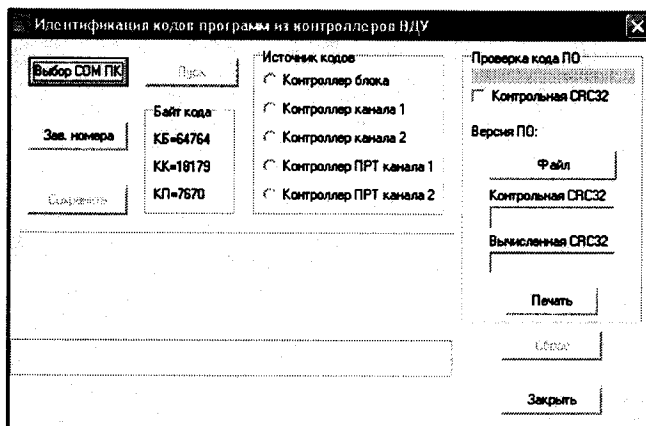 Идентификация кодов программ из контроллеров ВДУ
Выбор COM ПК
Пуск
Зав. номера
Сохранить
Байт кода
КБ=64764
КК=18179
КП=7670
Источник кодов
Контроллер блока
Контроллер канала 1
Контроллер канала 2
Контроллер ПРТ канала 1
Контроллер ПРТ канала 2
Проверка кода ПО
Контрольная CRC32
Версия ПО:
Файл
Контрольная CRC32
Вычисленная CRC32
Печать
Сброс
Закрыть